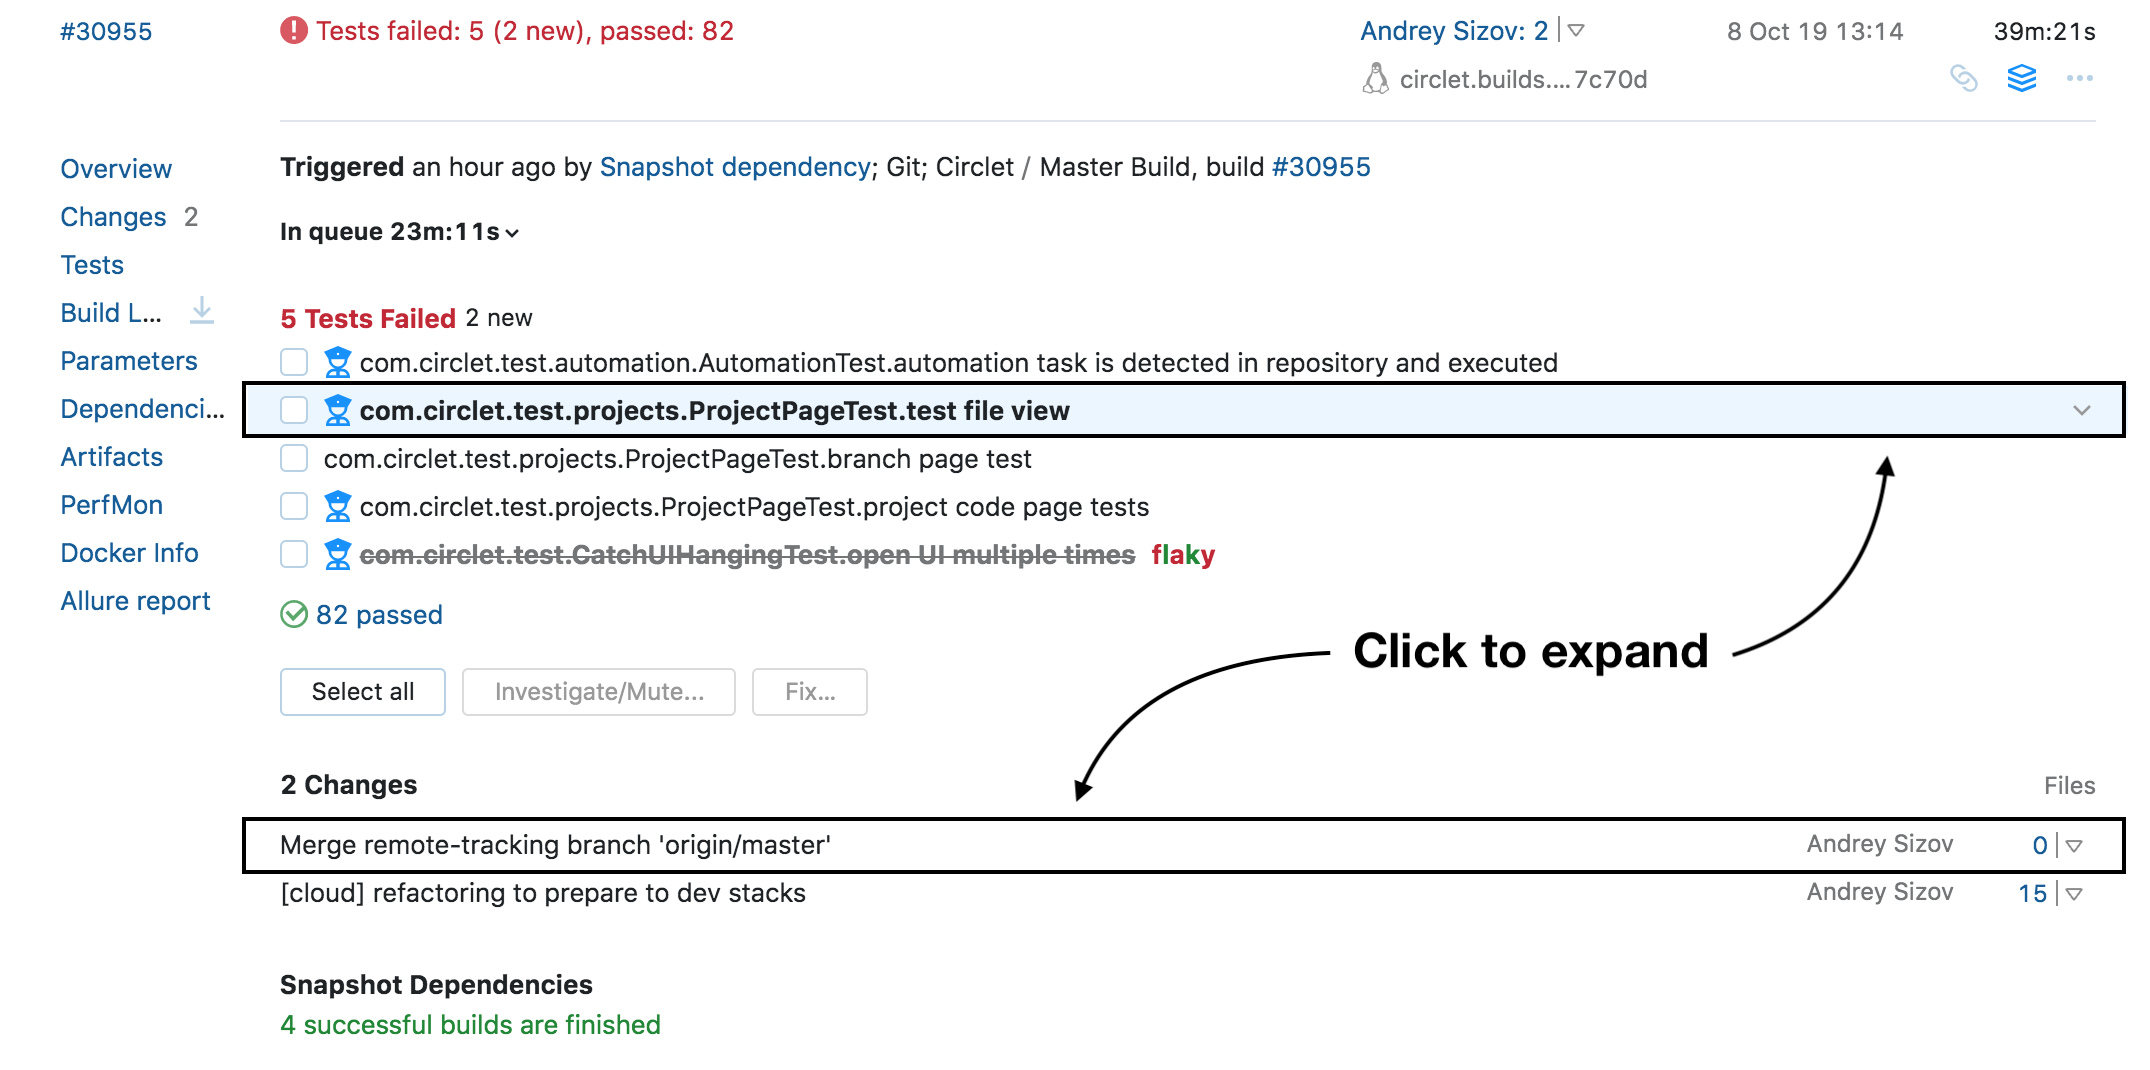 #30955 Tests failed: 5 (2 new), passed: 82 Andrey Sizov: 2 8 Oct 19 13:14 39m:21s
circlet.builds....7c70d
Overview
Changes 2
Tests
Build L...
Parameters
Dependenci...
Artifacts
PerfMon
Docker Info
Allure report
Triggered an hour ago by Snapshot dependency; Git; Circlet / Master Build, build #30955
In queue 23m:11s
5 Tests Failed 2 new
com.circlet.test.automation.AutomationTest.automation task is detected in repository and executed
com.circlet.test.projects.ProjectPageTest.test file view
com.circlet.test.projects.ProjectPageTest.branch page test
com.circlet.test.projects.ProjectPageTest.project code page tests
com.circlet.test.CatchUIHangingTest.open UI multiple times flaky
82 passed
Click to expand
Select all Investigate/Mute... Fix...
2 Changes Files
Merge remote-tracking branch 'origin/master' Andrey Sizov 0
[cloud] refactoring to prepare to dev stacks Andrey Sizov 15
Snapshot Dependencies
4 successful builds are finished